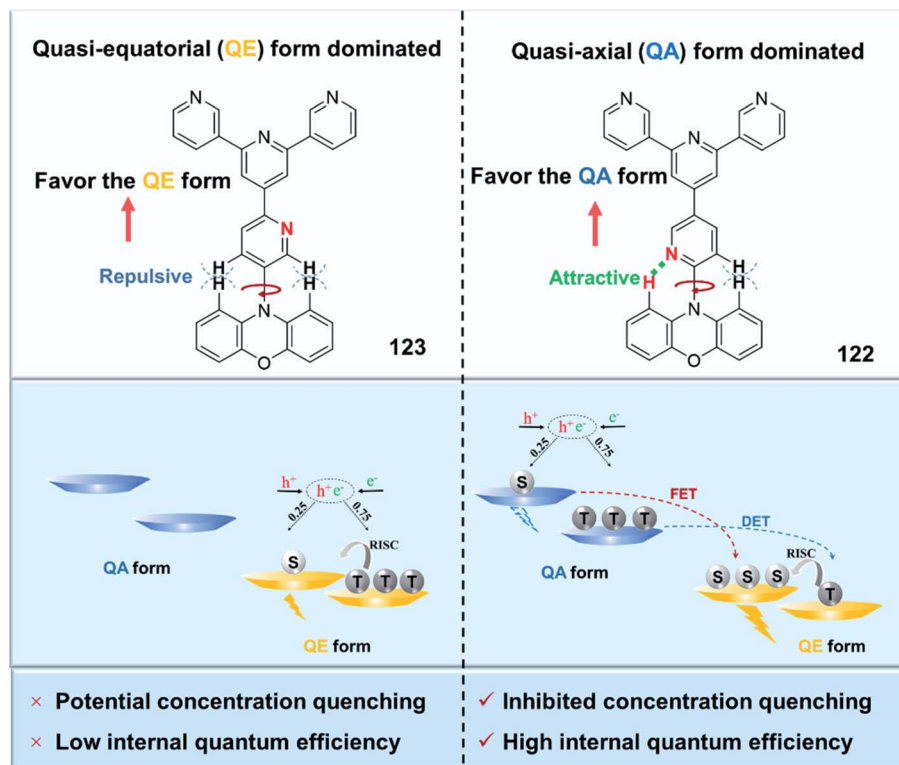 Quasi-equatorial (QE) form dominated
N
N
N
Favor the QE form
N
H
H
Repulsive
H
H
N
O
123
Quasi-axial (QA) form dominated
N
N
N
Favor the QA form
N
H
Attractive
H
H
N
O
122
h⁺
h⁺ e⁻
e⁻
0.25
0.75
RISC
S
T T T
QA form
QE form
h⁺
h⁺ e⁻
e⁻
0.25
0.75
S
FET
T T T
DET
QA form
S S S
RISC
T
QE form
× Potential concentration quenching
× Low internal quantum efficiency
✓ Inhibited concentration quenching
✓ High internal quantum efficiency